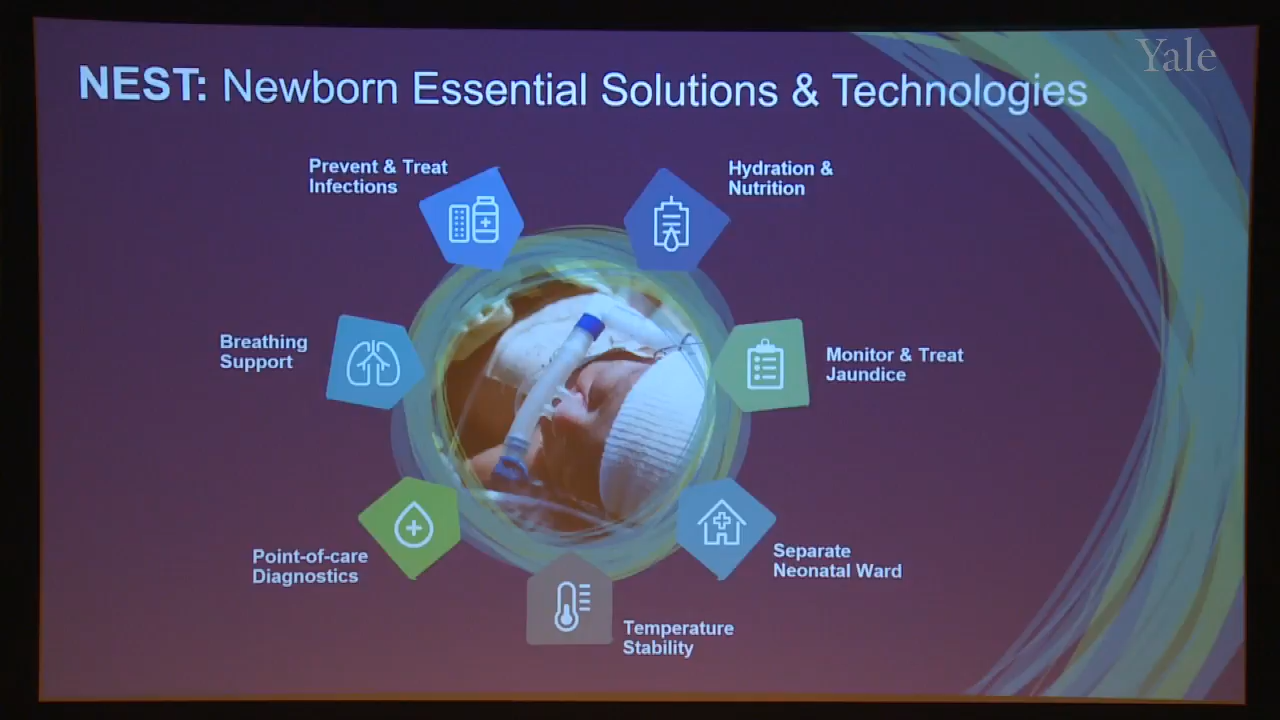 Yale
NEST: Newborn Essential Solutions & Technologies
Prevent & Treat
Infections
Hydration &
Nutrition
Breathing
Support
Monitor & Treat
Jaundice
Point-of-care
Diagnostics
Separate
Neonatal Ward
Temperature
Stability